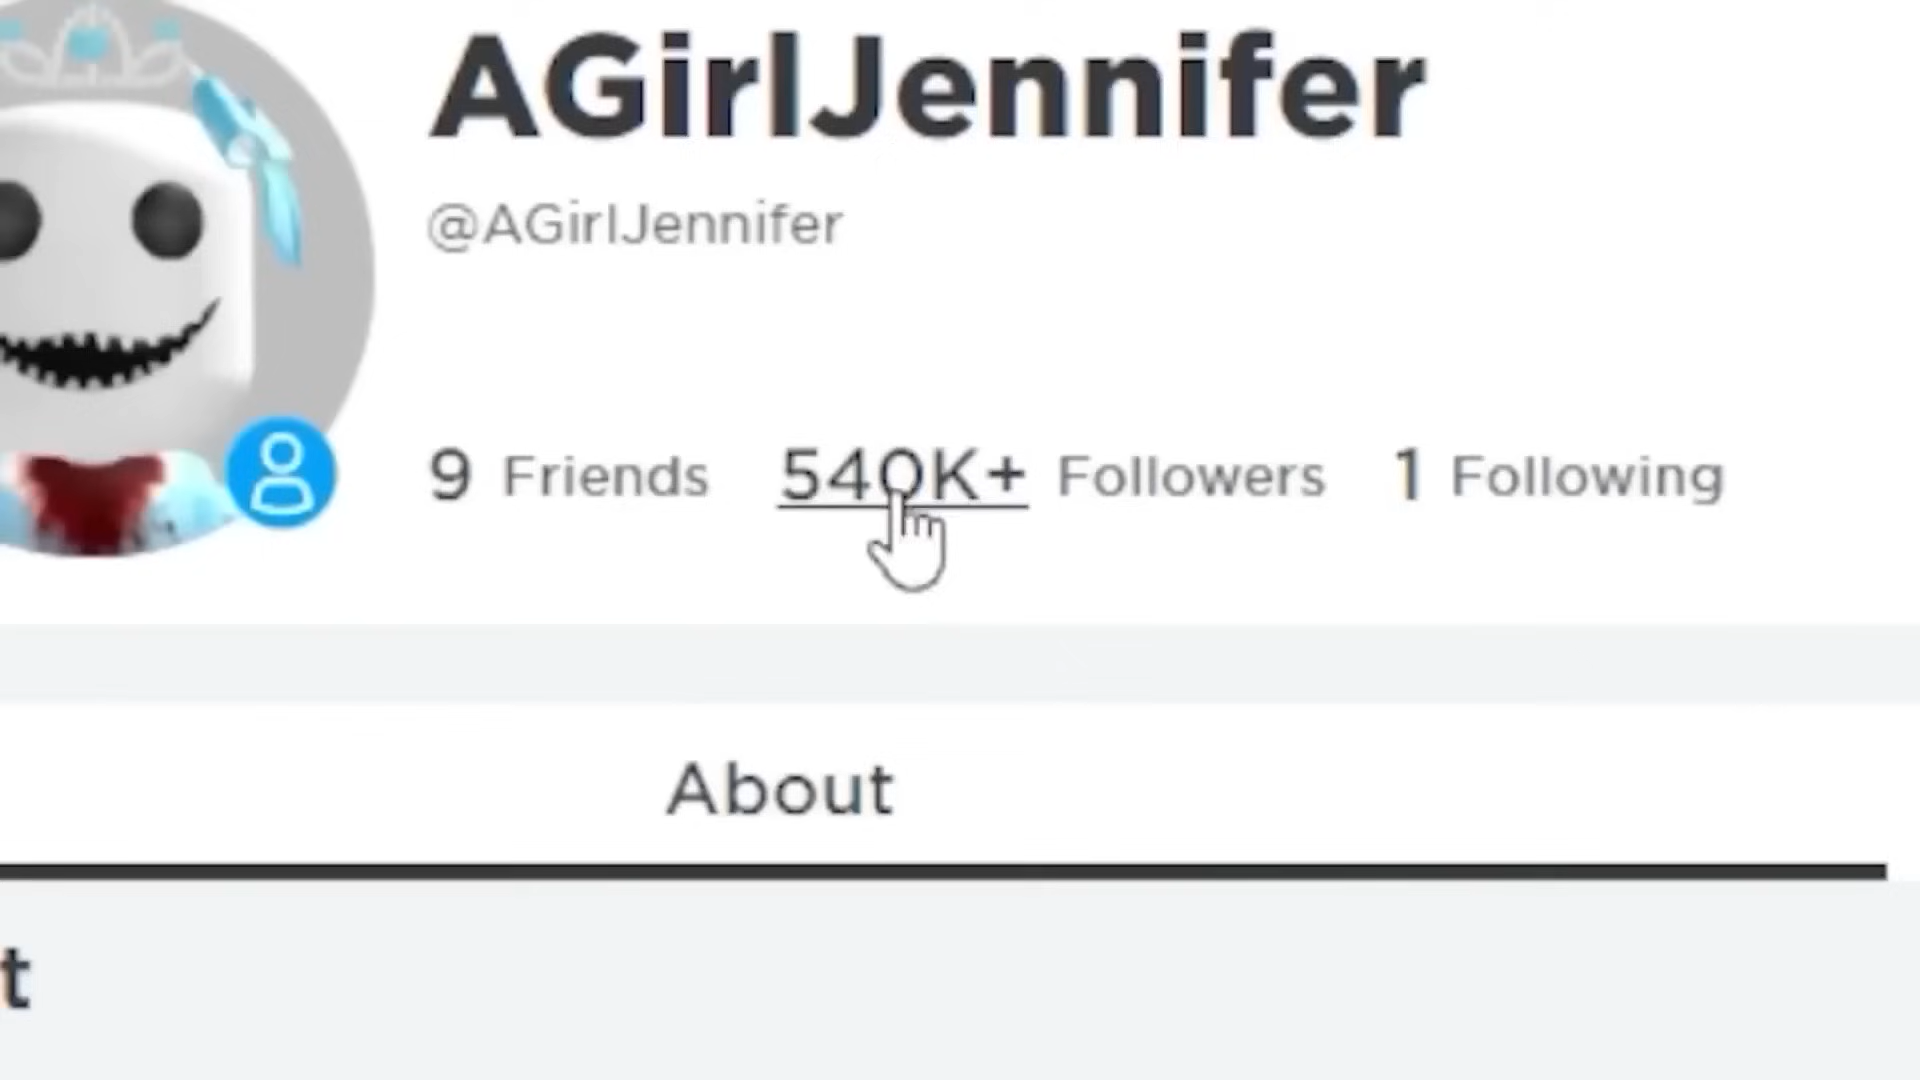 AGirlJennifer
@AGirlJennifer
9 Friends 540K+ Followers 1 Following
About
t